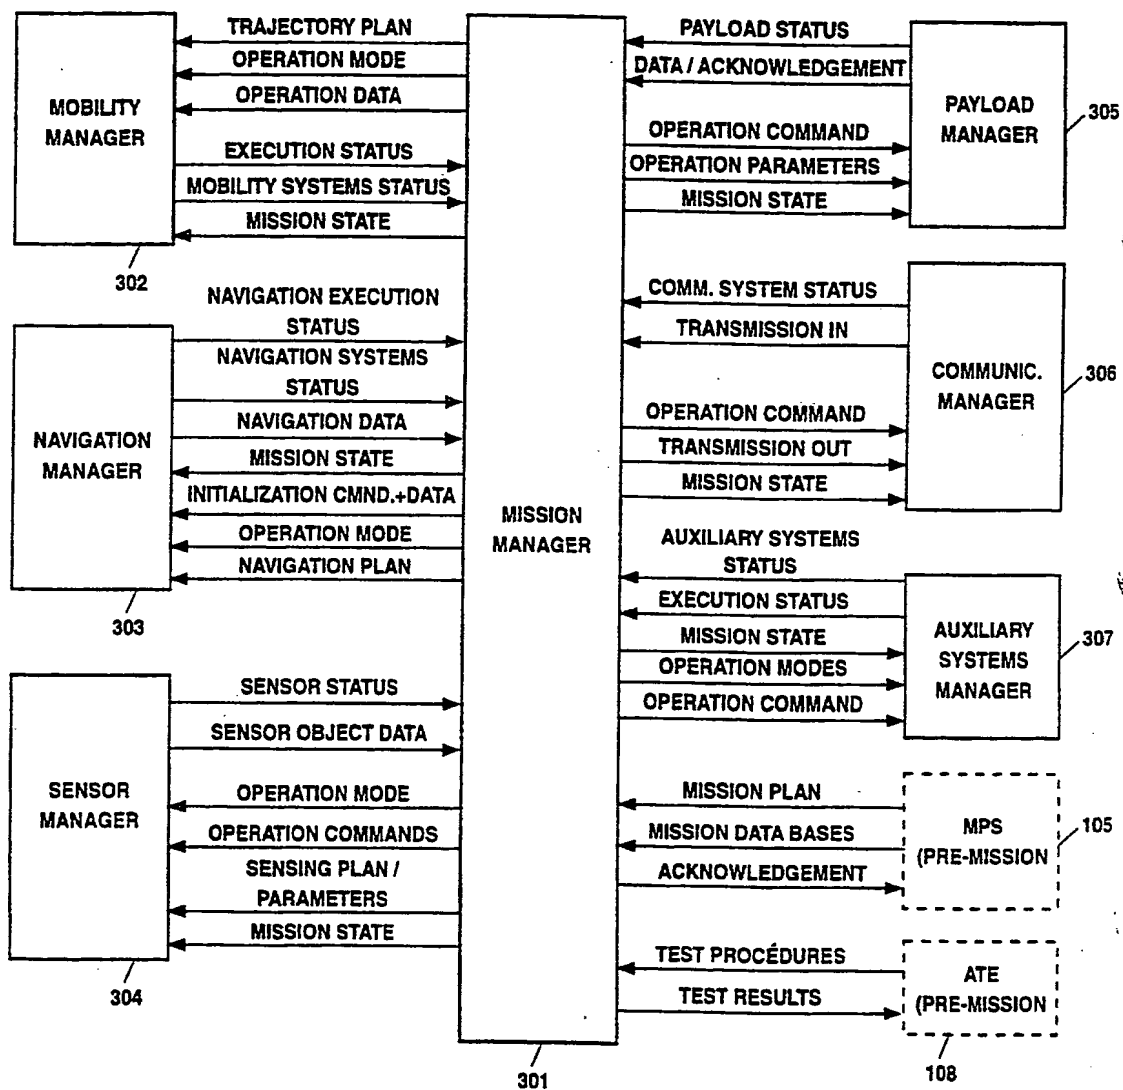 TRAJECTORY PLAN
OPERATION MODE
OPERATION DATA
MOBILITY
MANAGER
EXECUTION STATUS
MOBILITY SYSTEMS STATUS
MISSION STATE
302
NAVIGATION EXECUTION
STATUS
NAVIGATION SYSTEMS
STATUS
NAVIGATION DATA
NAVIGATION
MANAGER
MISSION STATE
INITIALIZATION CMND.+DATA
OPERATION MODE
NAVIGATION PLAN
303
SENSOR STATUS
SENSOR OBJECT DATA
SENSOR
MANAGER
OPERATION MODE
OPERATION COMMANDS
SENSING PLAN /
PARAMETERS
MISSION STATE
304
MISSION
MANAGER
301
PAYLOAD STATUS
DATA / ACKNOWLEDGEMENT
PAYLOAD
MANAGER
305
OPERATION COMMAND
OPERATION PARAMETERS
MISSION STATE
COMM. SYSTEM STATUS
TRANSMISSION IN
COMMUNIC.
MANAGER
306
OPERATION COMMAND
TRANSMISSION OUT
MISSION STATE
AUXILIARY SYSTEMS
STATUS
EXECUTION STATUS
AUXILIARY
SYSTEMS
MANAGER
307
MISSION STATE
OPERATION MODES
OPERATION COMMAND
MISSION PLAN
MISSION DATA BASES
MPS
(PRE-MISSION
105
ACKNOWLEDGEMENT
TEST PROCÉDURES
TEST RESULTS
ATE
(PRE-MISSION
108